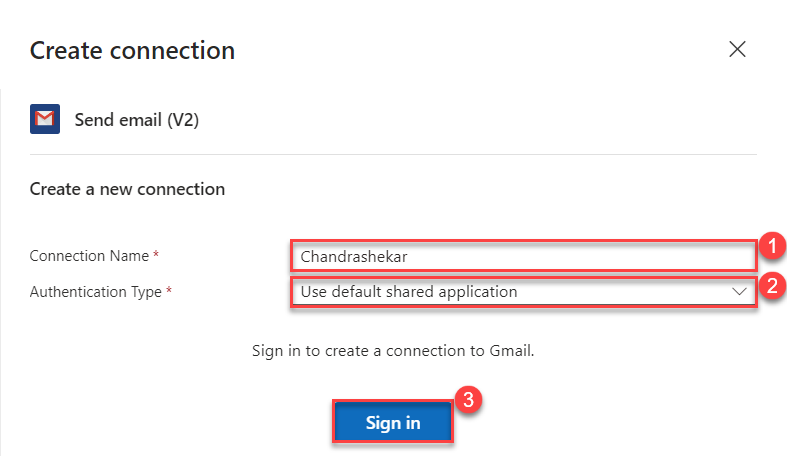 Create connection
Send email (V2)
Create a new connection
Connection Name * Chandrashekar 1
Authentication Type * Use default shared application 2
Sign in to create a connection to Gmail.
Sign in 3